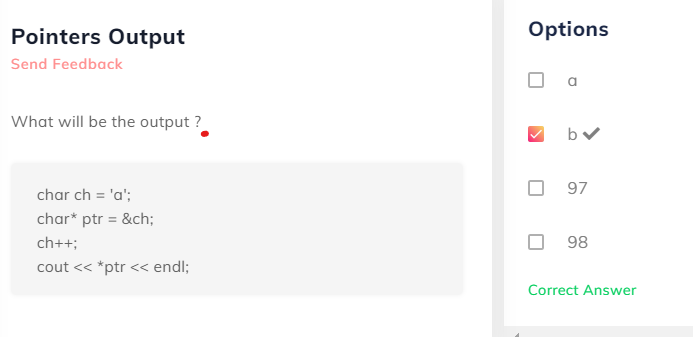 Pointers Output
Send Feedback
What will be the output ?
char ch = 'a';
char* ptr = &ch;
ch++;
cout << *ptr << endl;
Options
a
b
97
98
Correct Answer